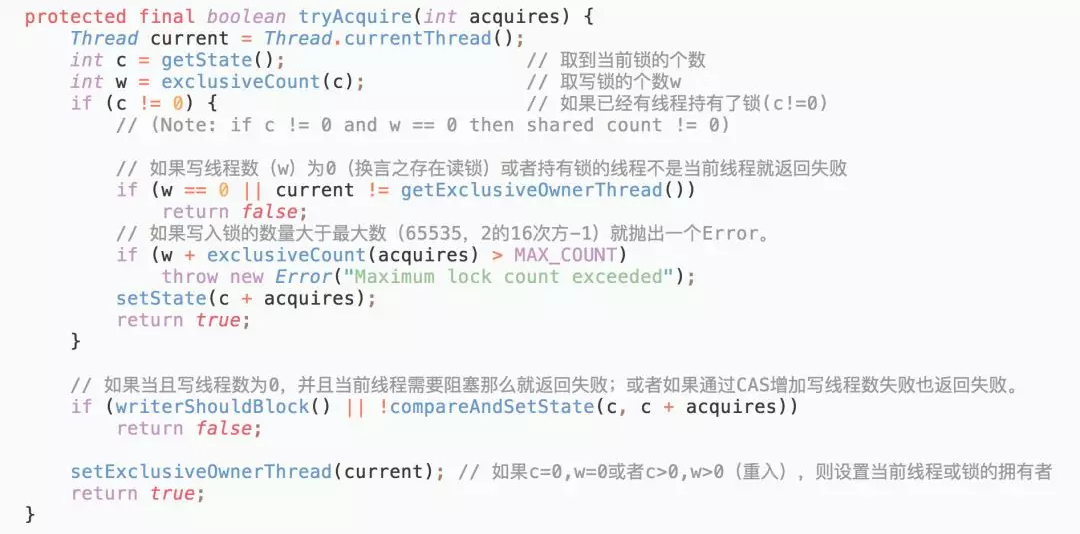 protected final boolean tryAcquire(int acquires) {
    Thread current = Thread.currentThread();
    int c = getState();                     // 取到当前锁的个数
    int w = exclusiveCount(c);              // 取写锁的个数w
    if (c != 0) {                           // 如果已经有线程持有了锁(c!=0)
        // (Note: if c != 0 and w == 0 then shared count != 0)
        // 如果写线程数（w）为0（换言之存在读锁）或者持有锁的线程不是当前线程就返回失败
        if (w == 0 || current != getExclusiveOwnerThread())
            return false;
        // 如果写入锁的数量大于最大数（65535，2的16次方-1）就抛出一个Error。
        if (w + exclusiveCount(acquires) > MAX_COUNT)
            throw new Error("Maximum lock count exceeded");
        setState(c + acquires);
        return true;
    }
    // 如果当且写线程数为0，并且当前线程需要阻塞那么就返回失败；或者如果通过CAS增加写线程数失败也返回失败。
    if (writerShouldBlock() || !compareAndSetState(c, c + acquires))
        return false;
    setExclusiveOwnerThread(current); // 如果c=0,w=0或者c>0,w>0（重入），则设置当前线程或锁的拥有者
    return true;
}